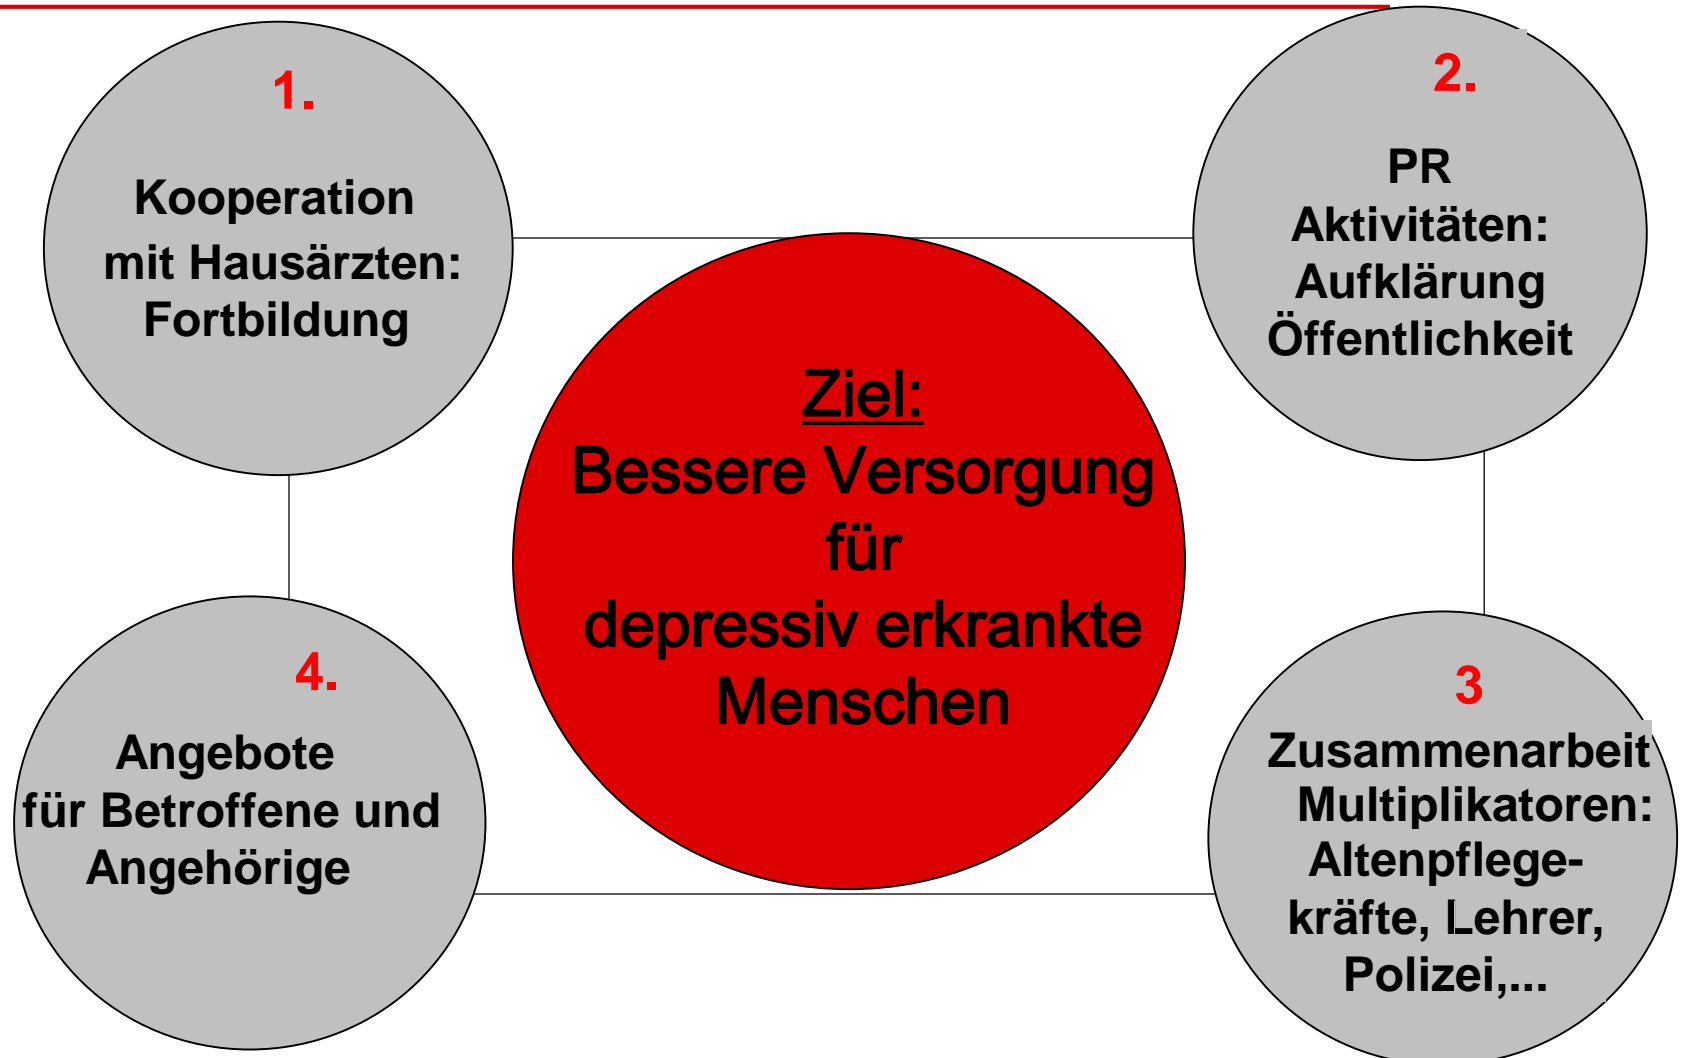 1.
Kooperation
mit Hausärzten:
Fortbildung
2.
PR
Aktivitäten:
Aufklärung
Öffentlichkeit
Ziel:
Bessere Versorgung
für
depressiv erkrankte
Menschen
3
Zusammenarbeit
Multiplikatoren:
Altenpflege-
kräfte, Lehrer,
Polizei,...
4.
Angebote
für Betroffene und
Angehörige